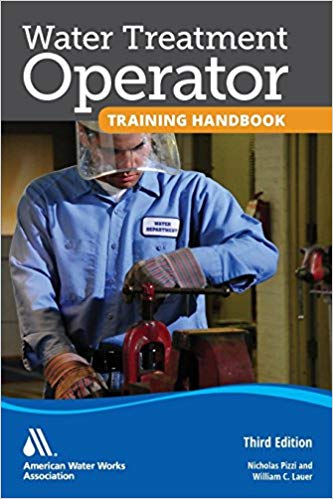 Water Treatment
Operator
TRAINING HANDBOOK
WATER
DEPARTMENT
Third Edition
Nicholas Pizzi and
William C. Lauer
American Water Works
Association